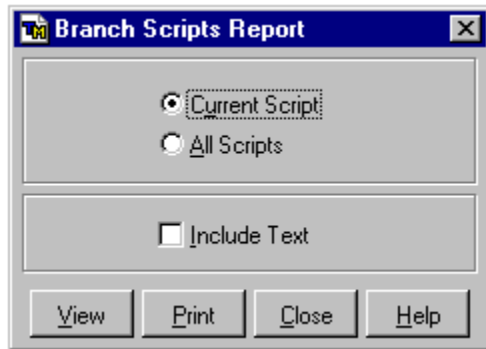 Branch Scripts Report
Current Script
All Scripts
Include Text
View Print Close Help